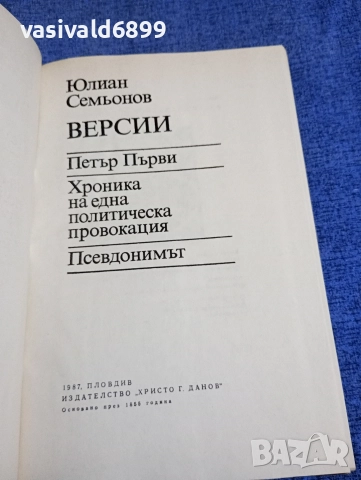 vasivald6899
Юлиан
Семьонов
ВЕРСИИ
Петър Първи
Хроника
на една
политическа
провокация
Псевдонимът
1987, ПЛОВДИВ
ИЗДАТЕЛСТВО „ХРИСТО Г. ДАНОВ"
Основано през 1855 година
BAZAR